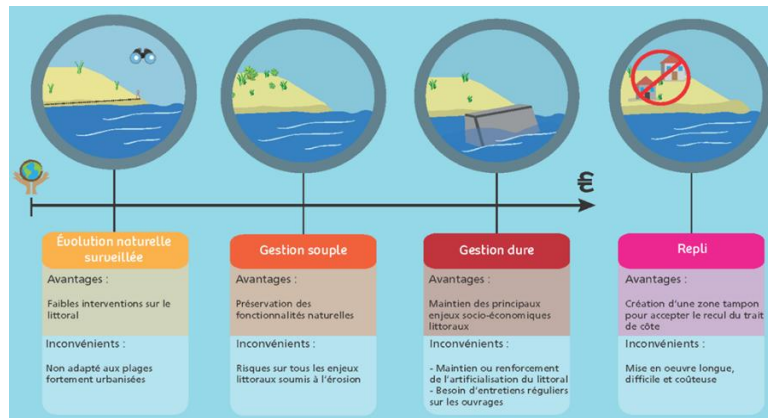 €
Évolution naturelle
surveillée
Avantages :
Faibles interventions sur le
littoral
Inconvénients :
Non adapté aux plages
fortement urbanisées
Gestion souple
Avantages :
Préservation des
fonctionnalités naturelles
Inconvénients :
Risques sur tous les enjeux
littoraux soumis à l'érosion
Gestion dure
Avantages :
Maintien des principaux
enjeux socio-économiques
littoraux
Inconvénients :
- Maintien ou renforcement
de l'artificialisation du littoral
- Besoin d'entretiens réguliers
sur les ouvrages
Repli
Avantages :
Création d'une zone tampon
pour accepter le recul du trait
de côte
Inconvénients :
Mise en oeuvre longue,
difficile et coûteuse